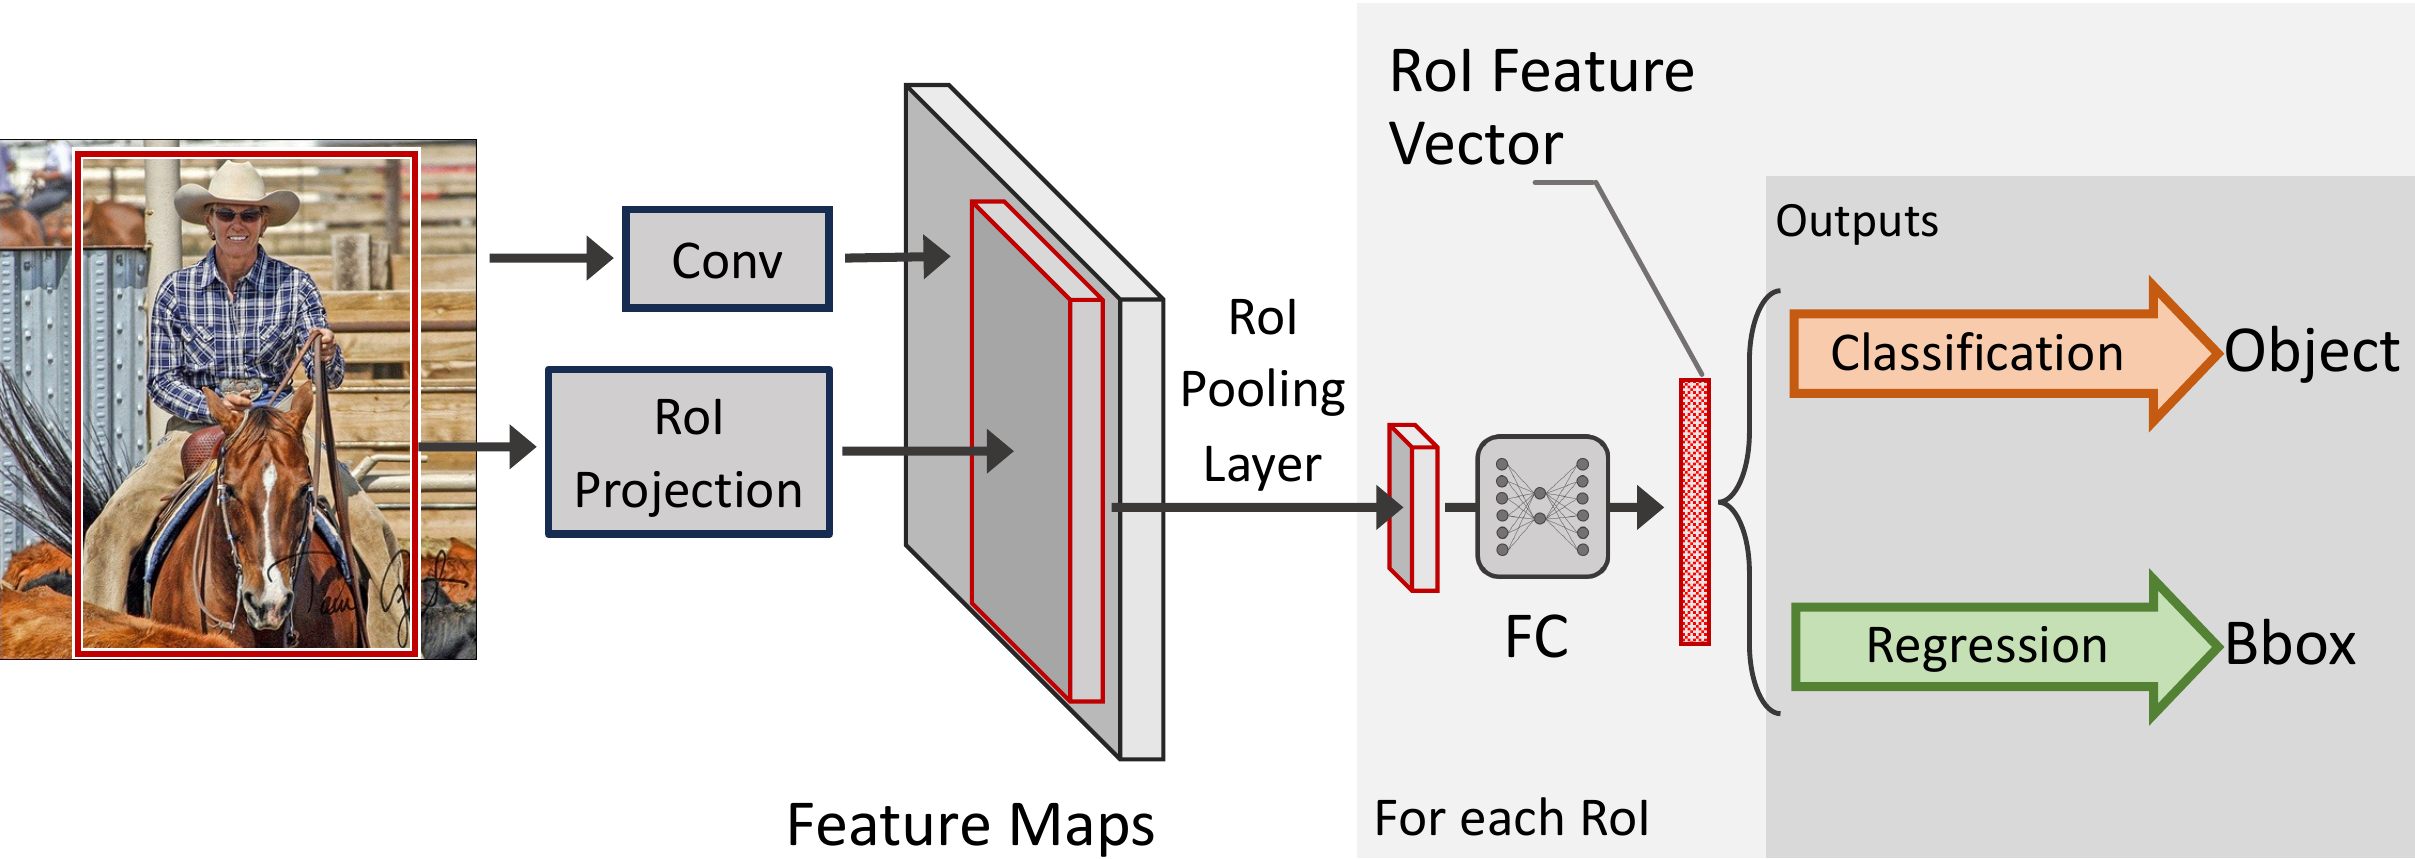 Conv
RoI
Projection
Feature Maps
RoI
Pooling
Layer
RoI Feature
Vector
FC
For each RoI
Outputs
Classification
Object
Regression
Bbox